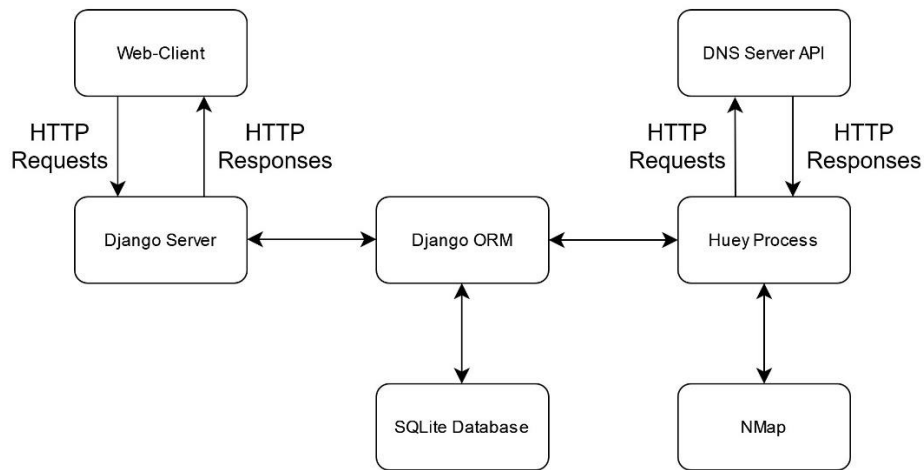 Web-Client
DNS Server API
HTTP
Requests
HTTP
Responses
HTTP
Requests
HTTP
Responses
Django Server
Django ORM
Huey Process
SQLite Database
NMap